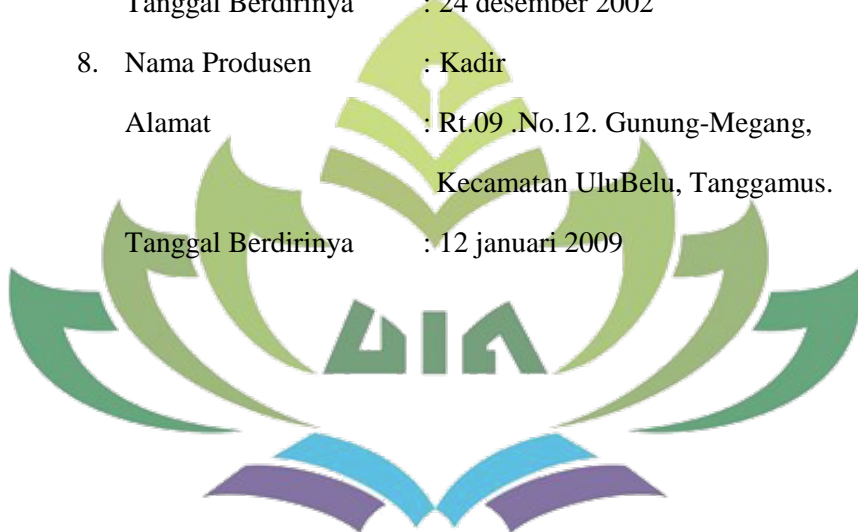 Tanggal Berdirinya : 24 desember 2002
8. Nama Produsen : Kadir
Alamat : Rt.09 .No.12. Gunung-Megang,
Kecamatan UluBelu, Tanggamus.
Tanggal Berdirinya : 12 januari 2009
UIN